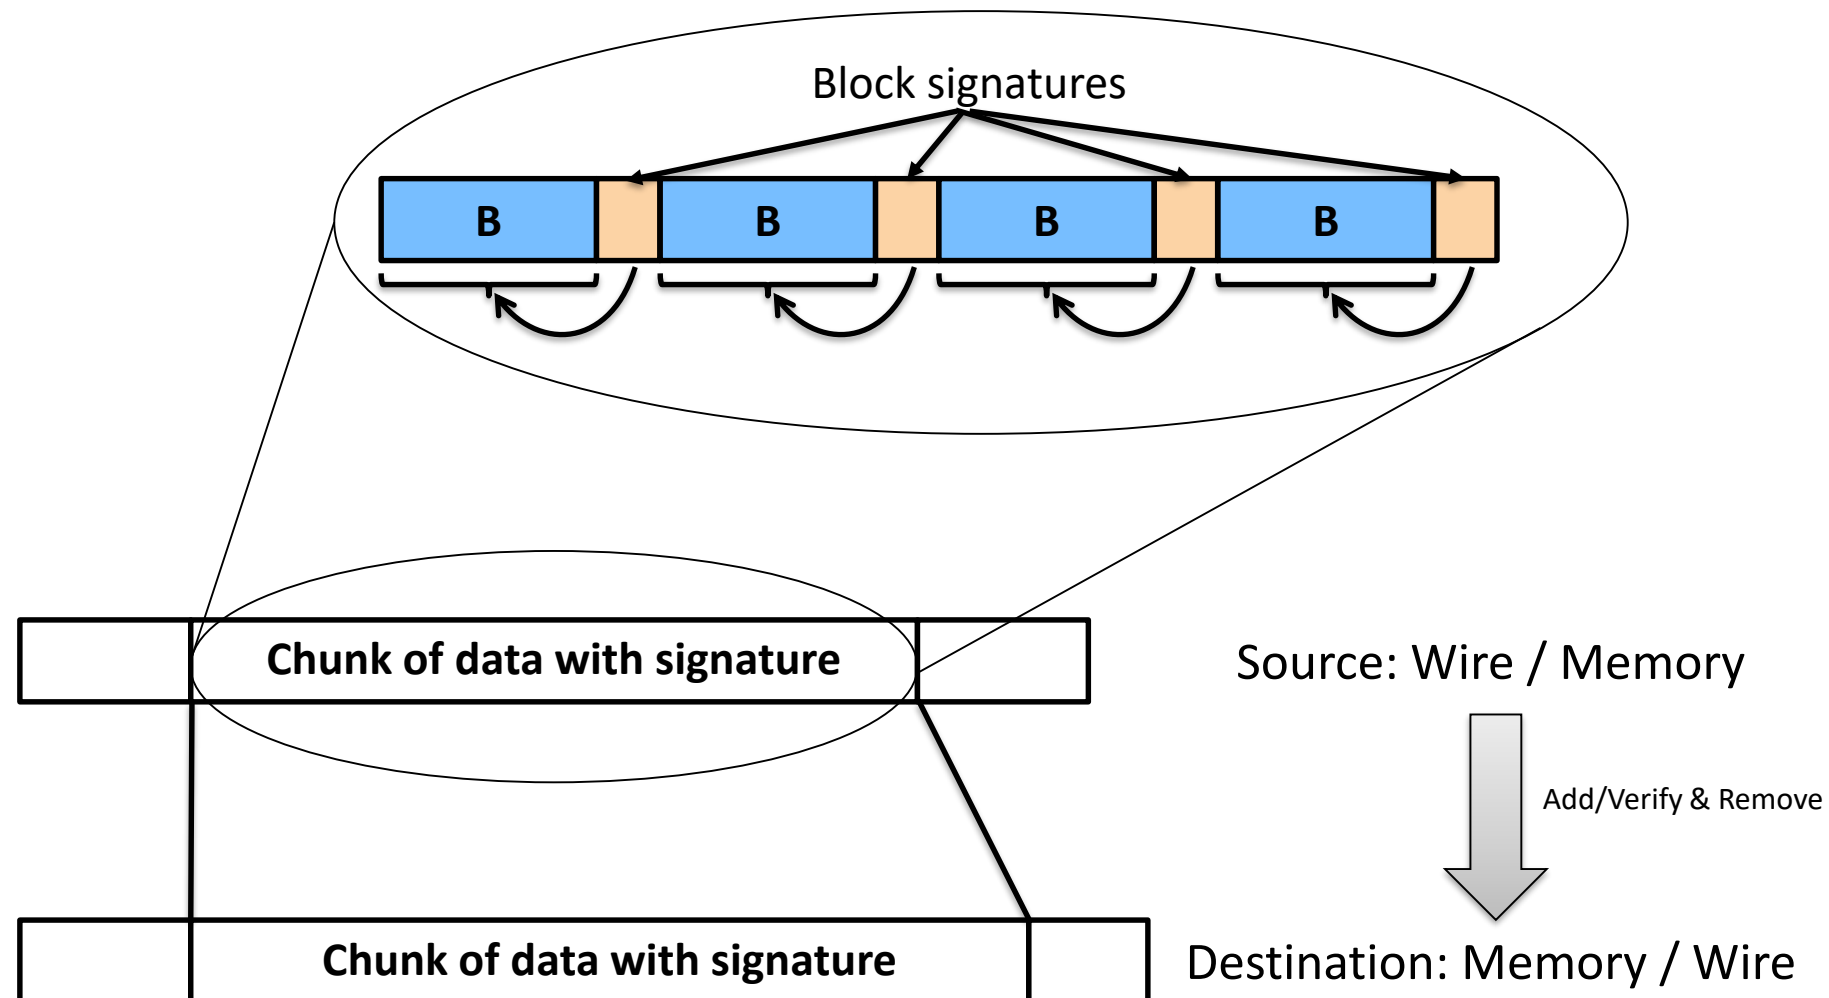 Block signatures
B B B B
Chunk of data with signature
Source: Wire / Memory
Add/Verify & Remove
Chunk of data with signature
Destination: Memory / Wire